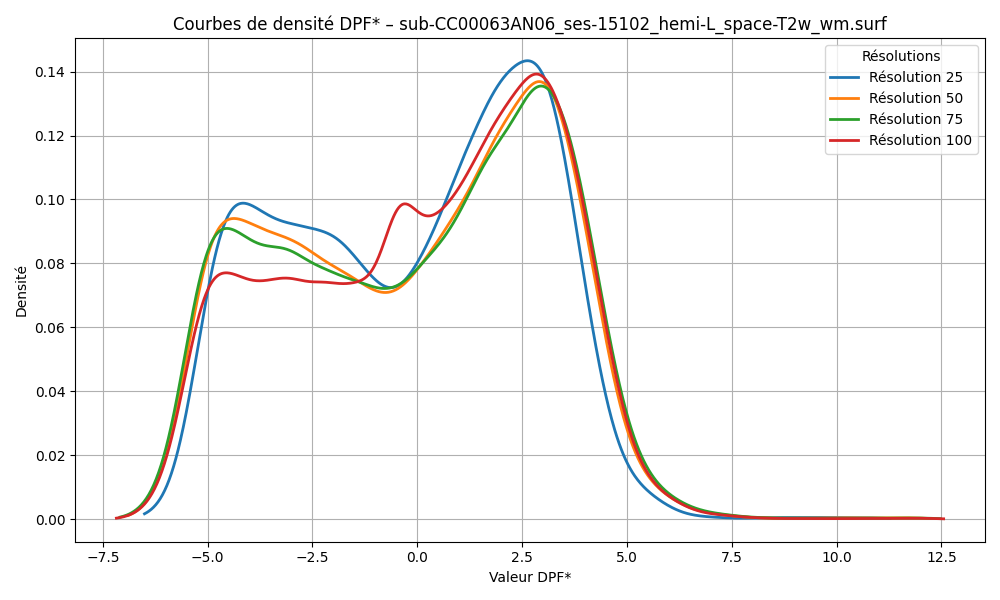 Courbes de densité DPF* – sub-CC00063AN06_ses-15102_hemi-L_space-T2w_wm.surf
Résolutions
Résolution 25
Résolution 50
Résolution 75
Résolution 100
Densité
0.14
0.12
0.10
0.08
0.06
0.04
0.02
0.00
−7.5
−5.0
−2.5
0.0
2.5
5.0
7.5
10.0
12.5
Valeur DPF*